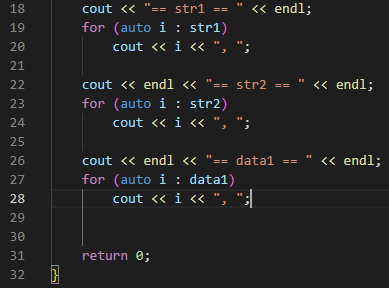 18 cout << "== str1 == " << endl;
19 for (auto i : str1)
20 cout << i << ", ";
21
22 cout << endl << "== str2 == " << endl;
23 for (auto i : str2)
24 cout << i << ", ";
25
26 cout << endl << "== data1 == " << endl;
27 for (auto i : data1)
28 cout << i << ", ";
29
30
31 return 0;
32 }